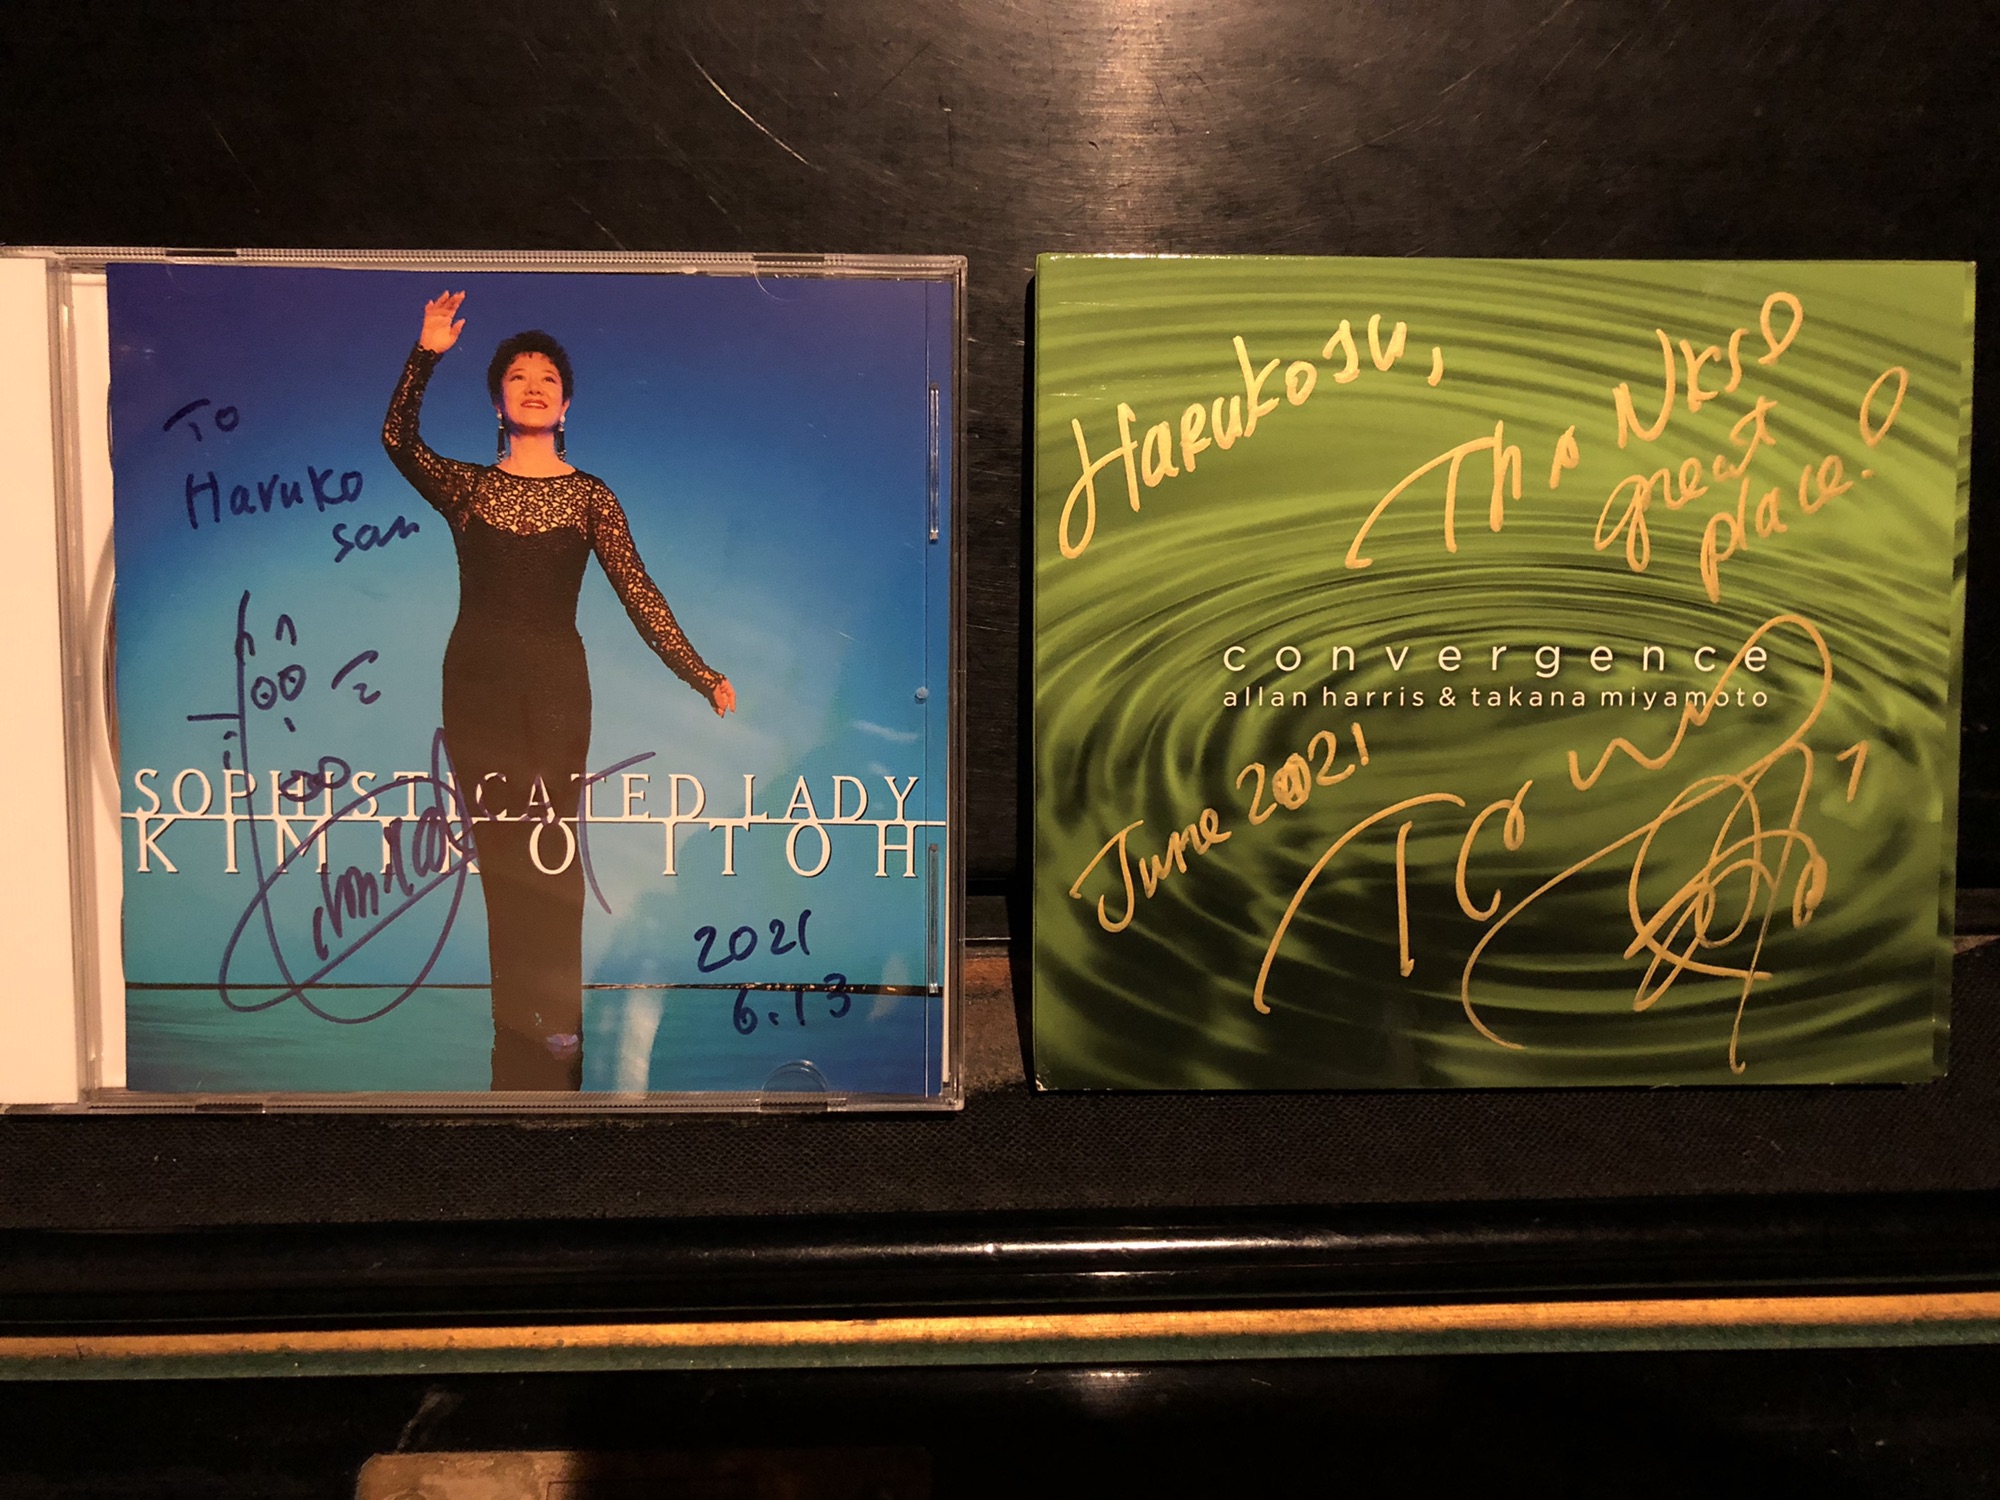 To
Haruko
san
SOPHISTICATED LADY
KIMIKO ITOH
2021
6.13
Haruko
Thanks
great
place.
convergence
allan harris & takana miyamoto
June 2021